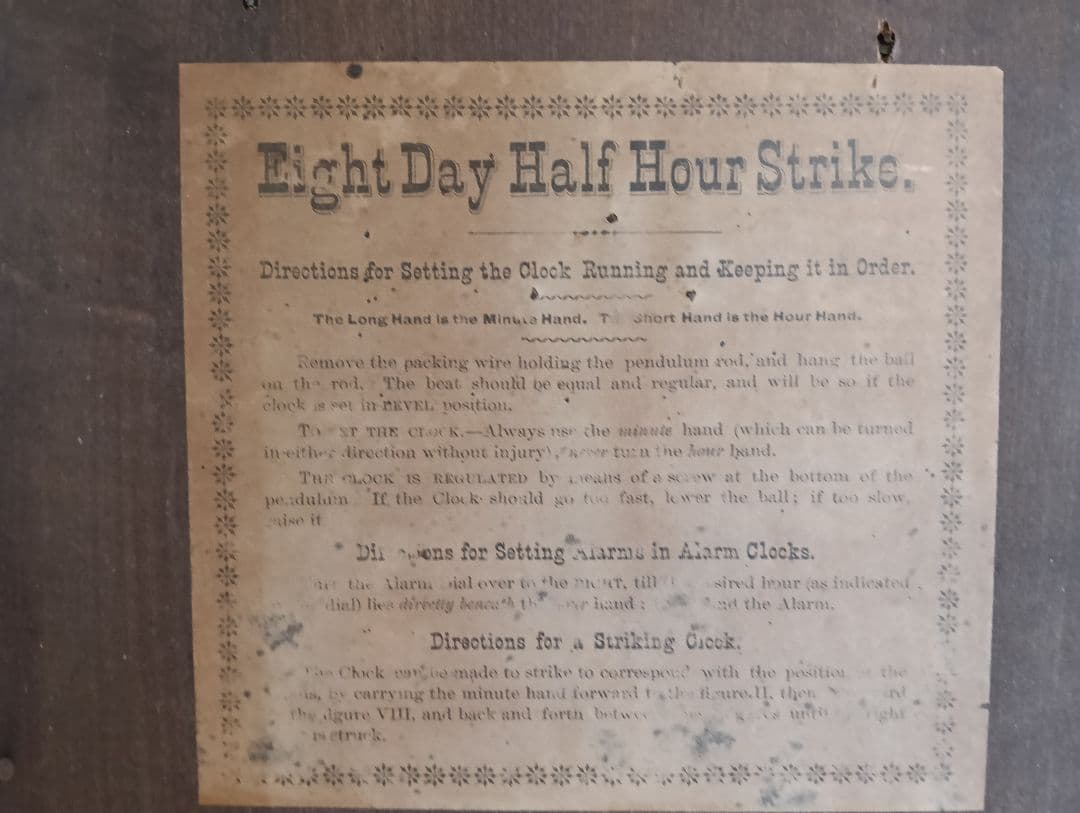 Eight Day Half Hour Strike.
Directions for Setting the Clock Running and Keeping it in Order.
The Long Hand is the Minute Hand. Short Hand is the Hour Hand.
Remove the packing wire holding the pendulum rod, and hang the ball
on the rod. The beat should be equal and regular, and will be so if the
clock is set in LEVEL position.
THE CLOCK.—Always use the minute hand (which can be turned
in either direction without injury), never turn the hour hand.
THE CLOCK IS REGULATED by means of a screw at the bottom of the
pendulum If the Clock should go too fast, lower the ball; if too slow,
raise it
Directions for Setting Alarms in Alarm Clocks.
the Alarm dial over to the RIGHT, till hour (as indicated
dial) lies directly beneath the hand; the Alarm.
Directions for a Striking Clock.
The Clock can be made to strike to correspond with the position the
by carrying the minute hand forward to the figure II, then
the figure VIII, and back and forth between until
is struck.